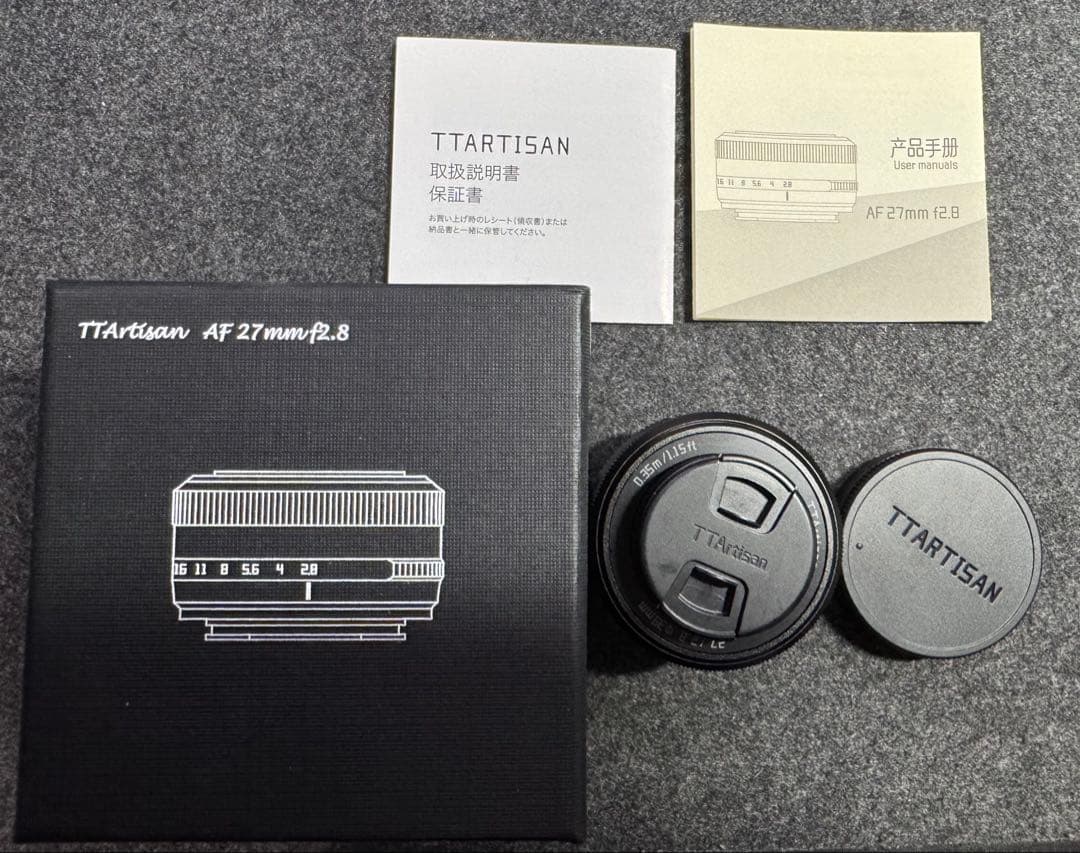 TTARTISAN
取扱説明書
保証書
お買い上げ時のレシート(領収書)または
納品書と一緒に保管してください。
产品手册
User manuals
16 11 8 5.6 4 2.8
AF 27mm f2.8
TTArtisan AF 27mm f2.8
16 11 8 5.6 4 2.8
0.35m/1.15ft
TTArtisan
27
TTARTISAN